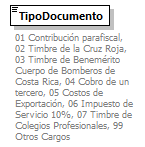 TipoDocumento
01 Contribución parafiscal,
02 Timbre de la Cruz Roja,
03 Timbre de Benemérito
Cuerpo de Bomberos de
Costa Rica, 04 Cobro de un
tercero, 05 Costos de
Exportación, 06 Impuesto de
Servicio 10%, 07 Timbre de
Colegios Profesionales, 99
Otros Cargos